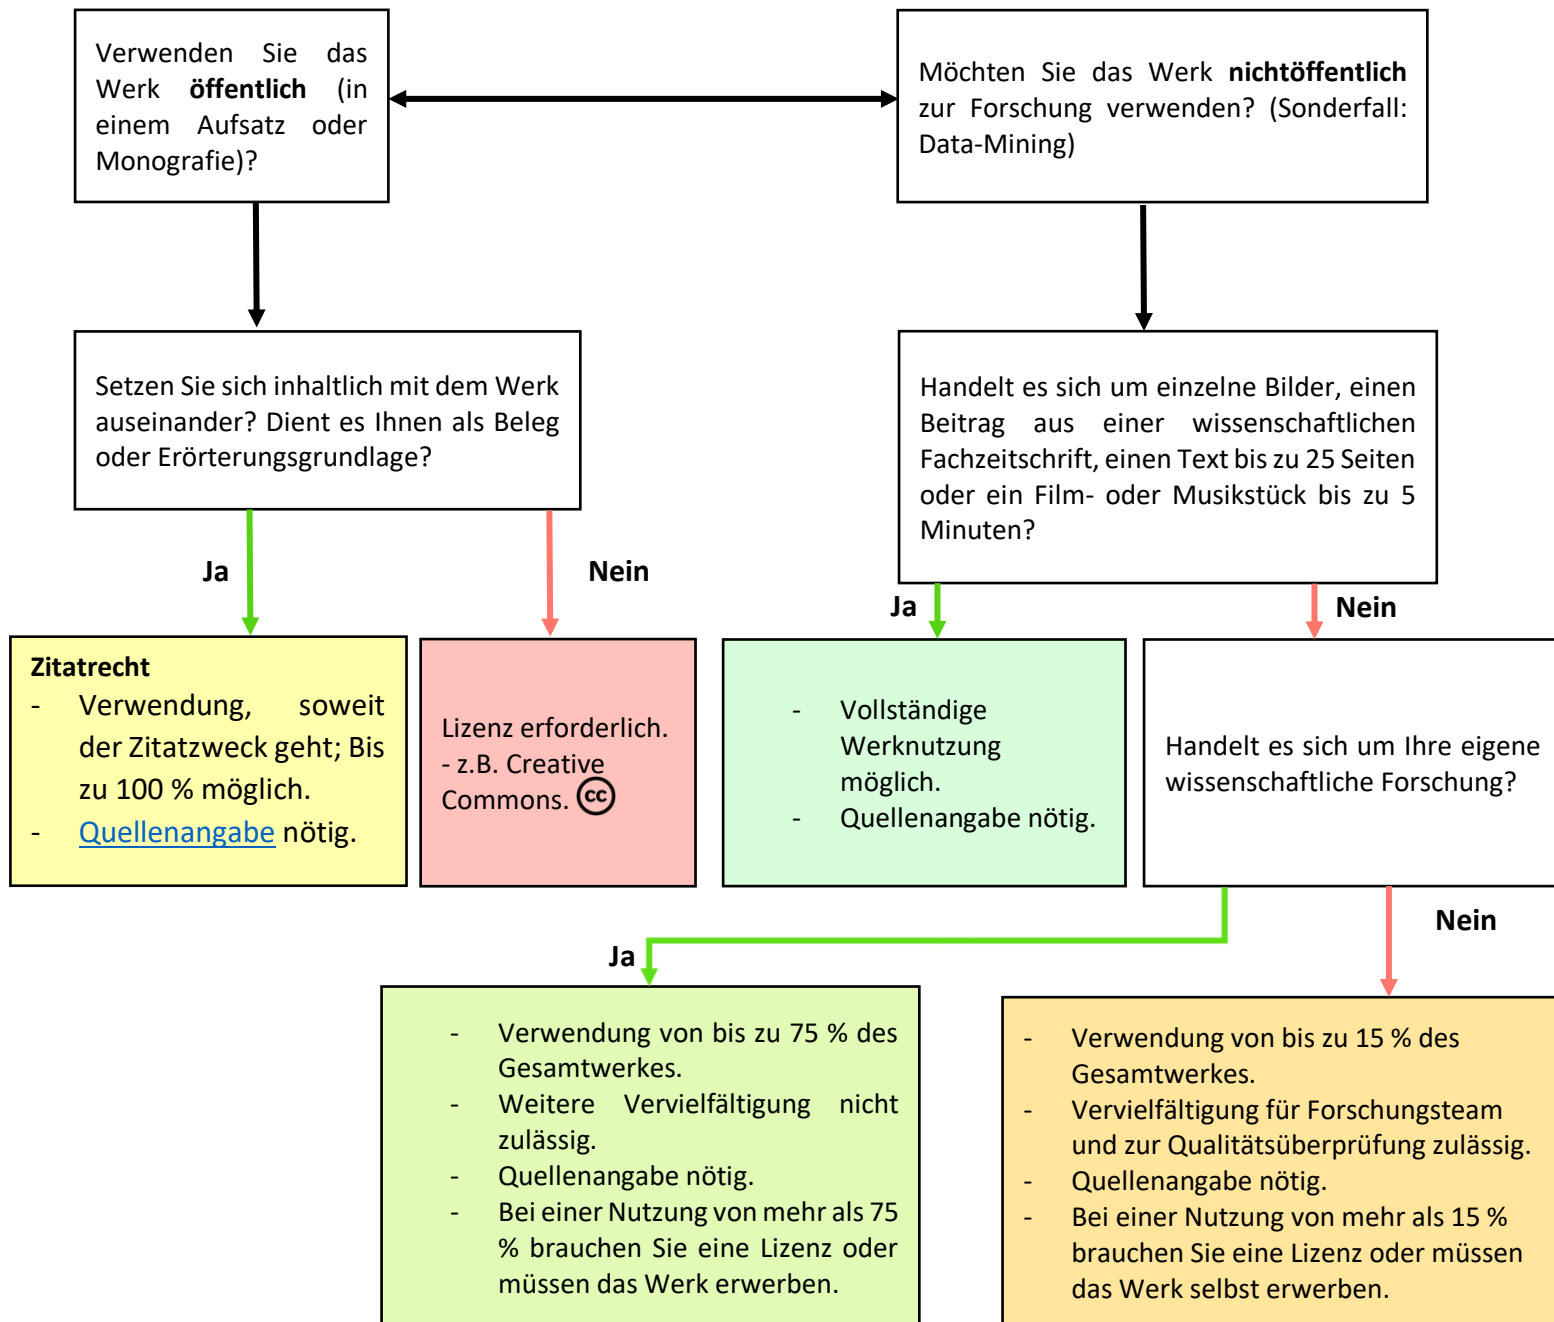 Verwenden Sie das
Werk öffentlich (in
einem Aufsatz oder
Monografie)?
Möchten Sie das Werk nichtöffentlich
zur Forschung verwenden? (Sonderfall:
Data-Mining)
Setzen Sie sich inhaltlich mit dem Werk
auseinander? Dient es Ihnen als Beleg
oder Erörterungsgrundlage?
Handelt es sich um einzelne Bilder, einen
Beitrag aus einer wissenschaftlichen
Fachzeitschrift, einen Text bis zu 25 Seiten
oder ein Film- oder Musikstück bis zu 5
Minuten?
Ja
Nein
Ja
Nein
Zitatrecht
- Verwendung, soweit
der Zitatzweck geht; Bis
zu 100 % möglich.
- Quellenangabe nötig.
Lizenz erforderlich.
- z.B. Creative
Commons. cc
- Vollständige
Werknutzung
möglich.
- Quellenangabe nötig.
Handelt es sich um Ihre eigene
wissenschaftliche Forschung?
Ja
Nein
- Verwendung von bis zu 75 % des
Gesamtwerkes.
- Weitere Vervielfältigung nicht
zulässig.
- Quellenangabe nötig.
- Bei einer Nutzung von mehr als 75
% brauchen Sie eine Lizenz oder
müssen das Werk erwerben.
- Verwendung von bis zu 15 % des
Gesamtwerkes.
- Vervielfältigung für Forschungsteam
und zur Qualitätsüberprüfung zulässig.
- Quellenangabe nötig.
- Bei einer Nutzung von mehr als 15 %
brauchen Sie eine Lizenz oder müssen
das Werk selbst erwerben.